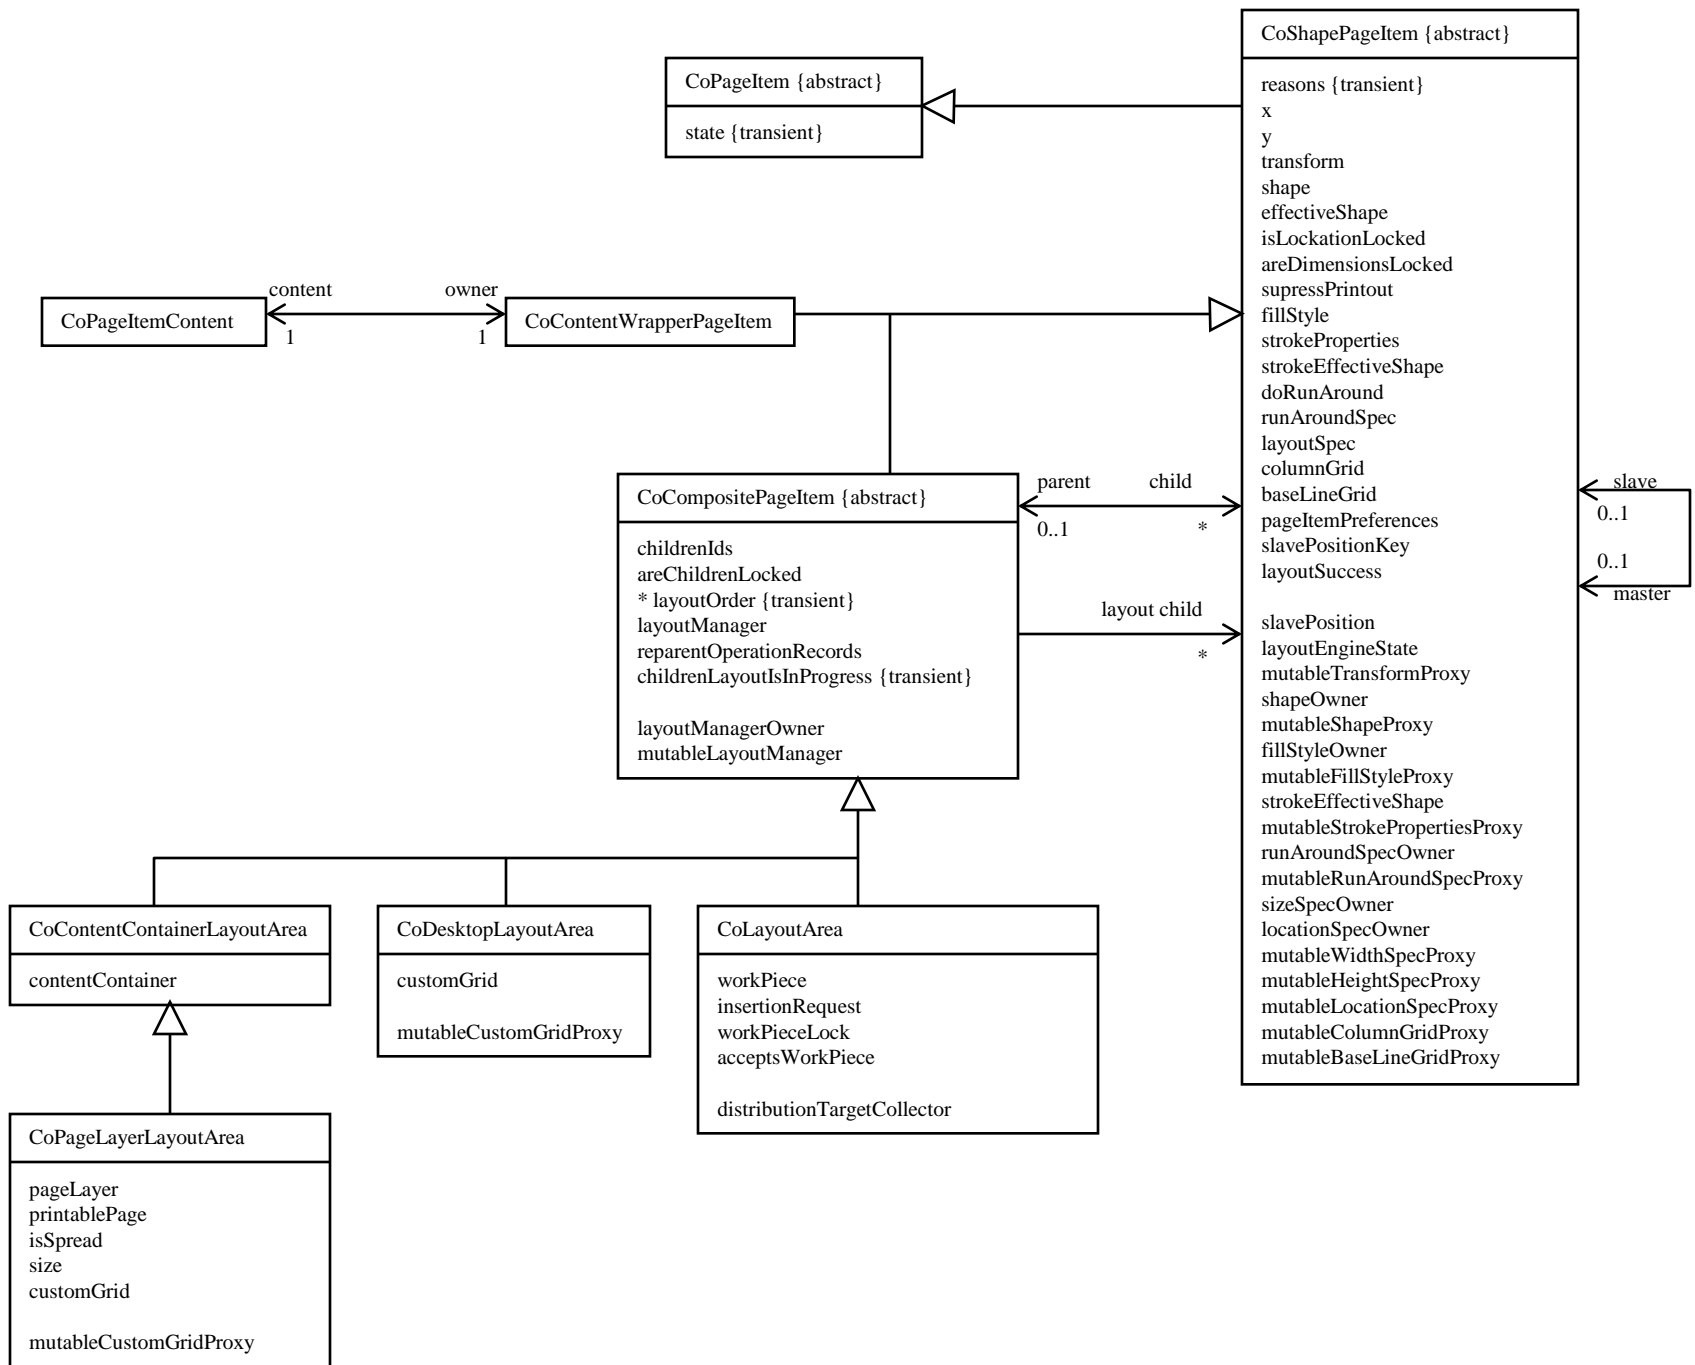 CoShapePageItem {abstract}
reasons {transient}
x
y
transform
shape
effectiveShape
isLockationLocked
areDimensionsLocked
supressPrintout
fillStyle
strokeProperties
strokeEffectiveShape
doRunAround
runAroundSpec
layoutSpec
columnGrid
baseLineGrid
pageItemPreferences
slavePositionKey
layoutSuccess
slavePosition
layoutEngineState
mutableTransformProxy
shapeOwner
mutableShapeProxy
fillStyleOwner
mutableFillStyleProxy
strokeEffectiveShape
mutableStrokePropertiesProxy
runAroundSpecOwner
mutableRunAroundSpecProxy
sizeSpecOwner
locationSpecOwner
mutableWidthSpecProxy
mutableHeightSpecProxy
mutableLocationSpecProxy
mutableColumnGridProxy
mutableBaseLineGridProxy
CoPageItem {abstract}
state {transient}
content
owner
CoPageItemContent
CoContentWrapperPageItem
1
1
CoCompositePageItem {abstract}
childrenIds
areChildrenLocked
* layoutOrder {transient}
layoutManager
reparentOperationRecords
childrenLayoutIsInProgress {transient}
layoutManagerOwner
mutableLayoutManager
parent
child
0..1
*
layout child
*
slave
0..1
0..1
master
CoContentContainerLayoutArea
contentContainer
CoDesktopLayoutArea
customGrid
mutableCustomGridProxy
CoLayoutArea
workPiece
insertionRequest
workPieceLock
acceptsWorkPiece
distributionTargetCollector
CoPageLayerLayoutArea
pageLayer
printablePage
isSpread
size
customGrid
mutableCustomGridProxy